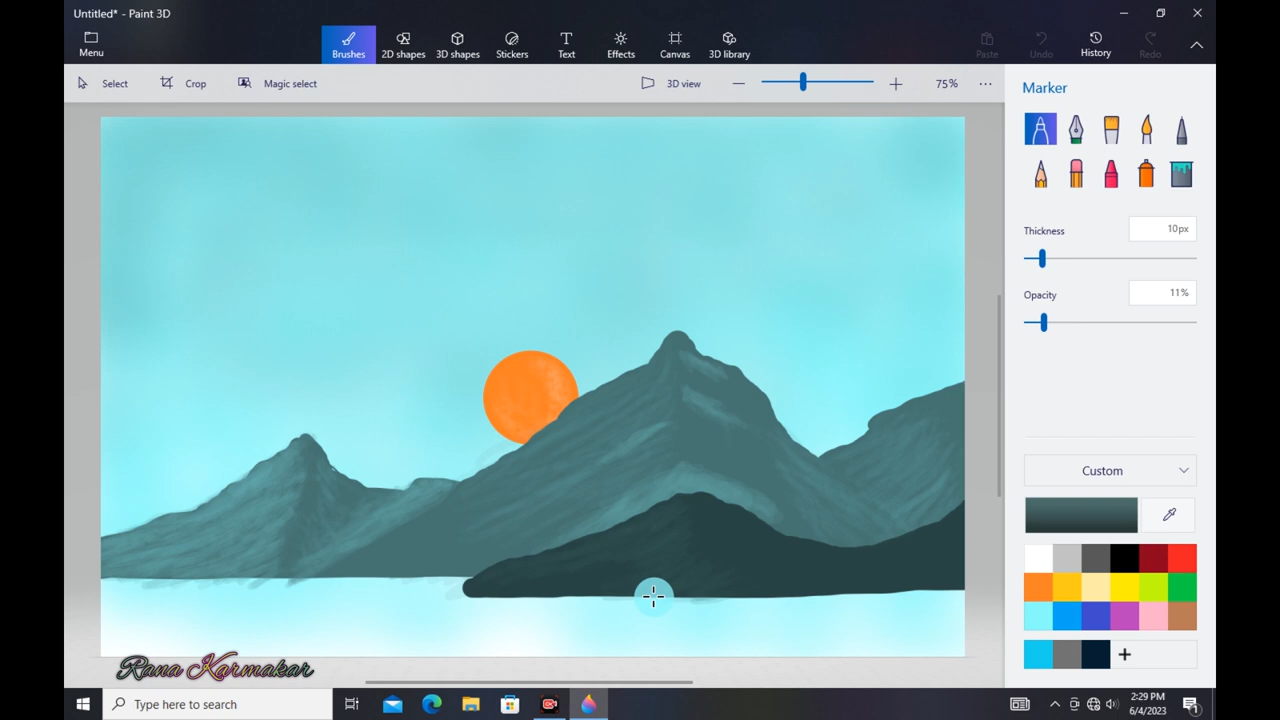 Untitled* - Paint 3D
Menu
Brushes
2D shapes
3D shapes
Stickers
Text
Effects
Canvas
3D library
Paste
Undo
History
Redo
Select
Crop
Magic select
3D view
75%
Marker
Thickness
10px
Opacity
11%
Custom
Rana Karmakar
Type here to search
2:29 PM
6/4/2023
1